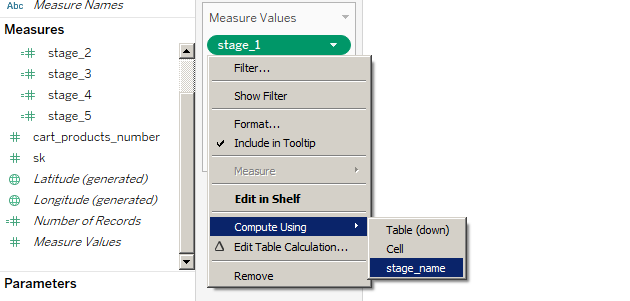 Abc Measure Names
Measures
stage_2
stage_3
stage_4
stage_5
cart_products_number
sk
Latitude (generated)
Longitude (generated)
Number of Records
Measure Values
Parameters
Measure Values
stage_1
Filter...
Show Filter
Format...
Include in Tooltip
Measure
Edit in Shelf
Compute Using
Edit Table Calculation...
Remove
Table (down)
Cell
stage_name